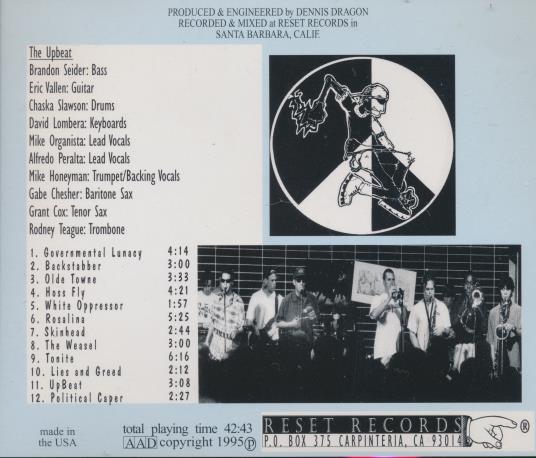 PRODUCED & ENGINEERED by DENNIS DRAGON
RECORDED & MIXED at RESET RECORDS in
SANTA BARBARA, CALIF.
The Upbeat
Brandon Seider: Bass
Eric Vallen: Guitar
Chaska Slawson: Drums
David Lombera: Keyboards
Mike Organista: Lead Vocals
Alfredo Peralta: Lead Vocals
Mike Honeyman: Trumpet/Backing Vocals
Gabe Chesher: Baritone Sax
Grant Cox: Tenor Sax
Rodney Teague: Trombone
1. Governmental Lunacy 4:14
2. Backstabber 3:00
3. Olde Towne 3:33
4. Hoss Fly 4:21
5. White Oppressor 1:57
6. Rosalina 5:25
7. Skinhead 2:44
8. The Weasel 3:00
9. Tonite 6:16
10. Lies and Greed 2:12
11. UpBeat 3:08
12. Political Caper 2:27
made in
the USA
total playing time 42:43
AAD copyright 1995 Ⓟ
RESET RECORDS ®
P.O. BOX 375 CARPINTERIA, CA 93014